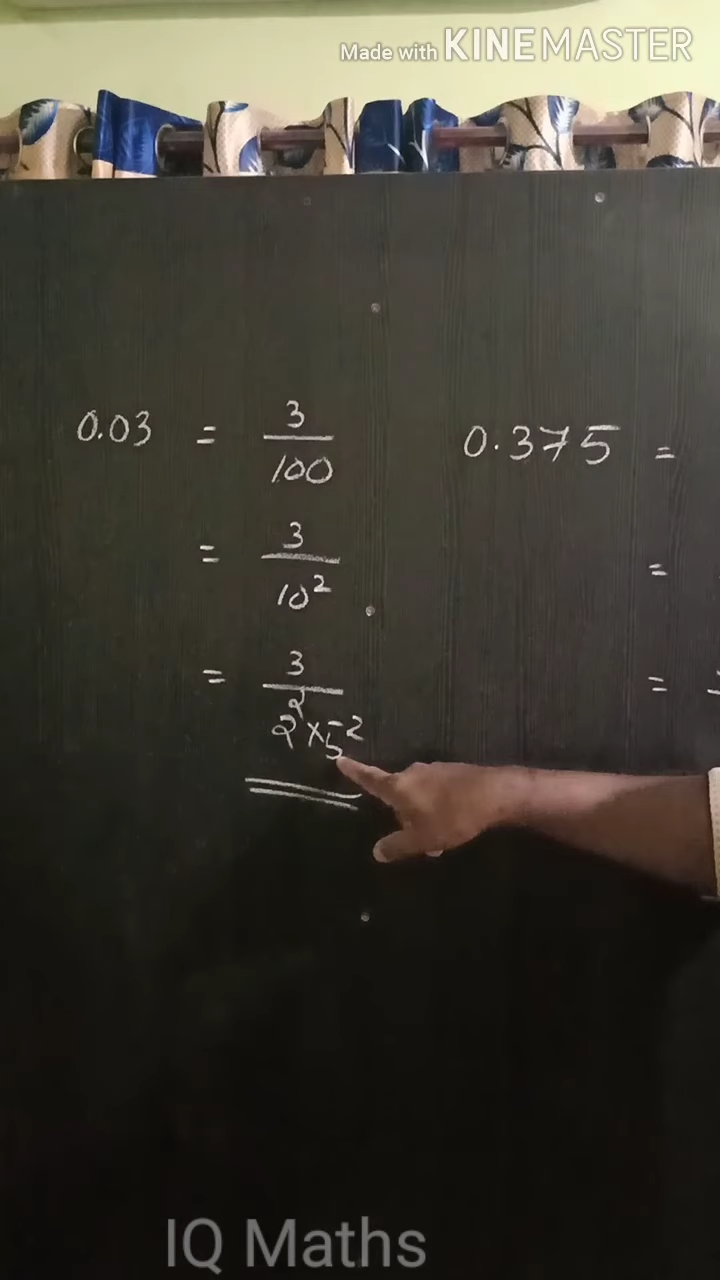 Made with KINEMASTER
0.03 = 3/100 0.375 =
= 3/10² =
= 3/2²×5² =
IQ Maths